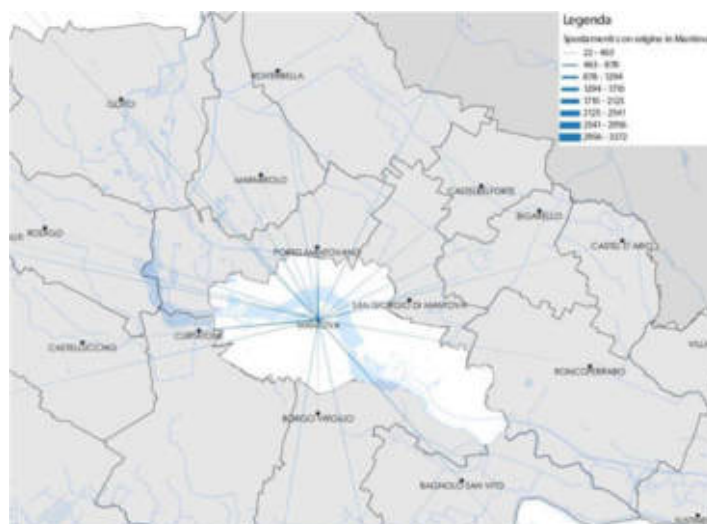 Legenda
Spostamenti con origine in Mantova
22 - 463
463 - 878
878 - 1294
1294 - 1710
1710 - 2125
2125 - 2541
2541 - 2956
2956 - 3372
ROVERBELLA
GOITO
MARMIROLO
CASTELBELFORTE
BIGARELLO
RODIGO
CASTEL D'ARIO
PORTO MANTOVANO
SAN GIORGIO DI MANTOVA
MANTOVA
CURTATONE
CASTELLUCCHIO
VILL
RONCOFERRARO
BORGO VIRGILIO
BAGNOLO SAN VITO